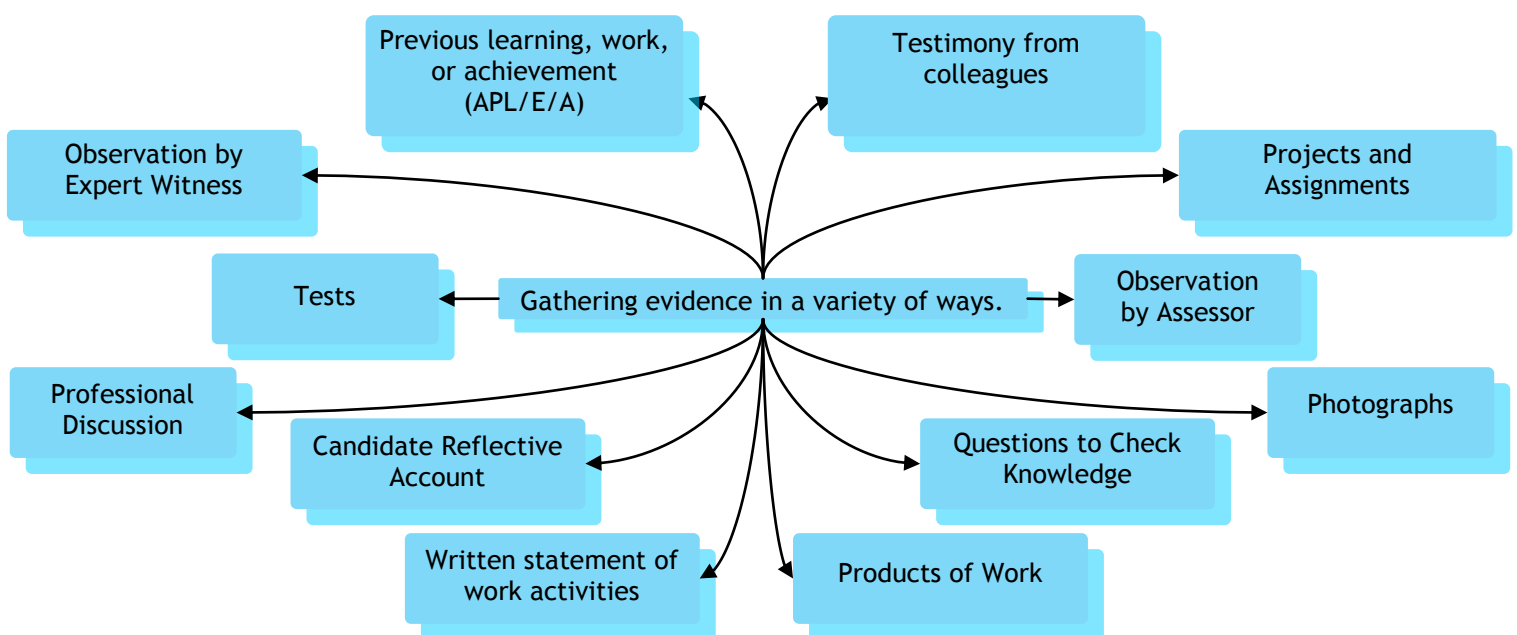 Previous learning, work,
or achievement
(APL/E/A)
Testimony from
colleagues
Observation by
Expert Witness
Projects and
Assignments
Tests
Gathering evidence in a variety of ways.
Observation
by Assessor
Professional
Discussion
Photographs
Candidate Reflective
Account
Questions to Check
Knowledge
Written statement of
work activities
Products of Work